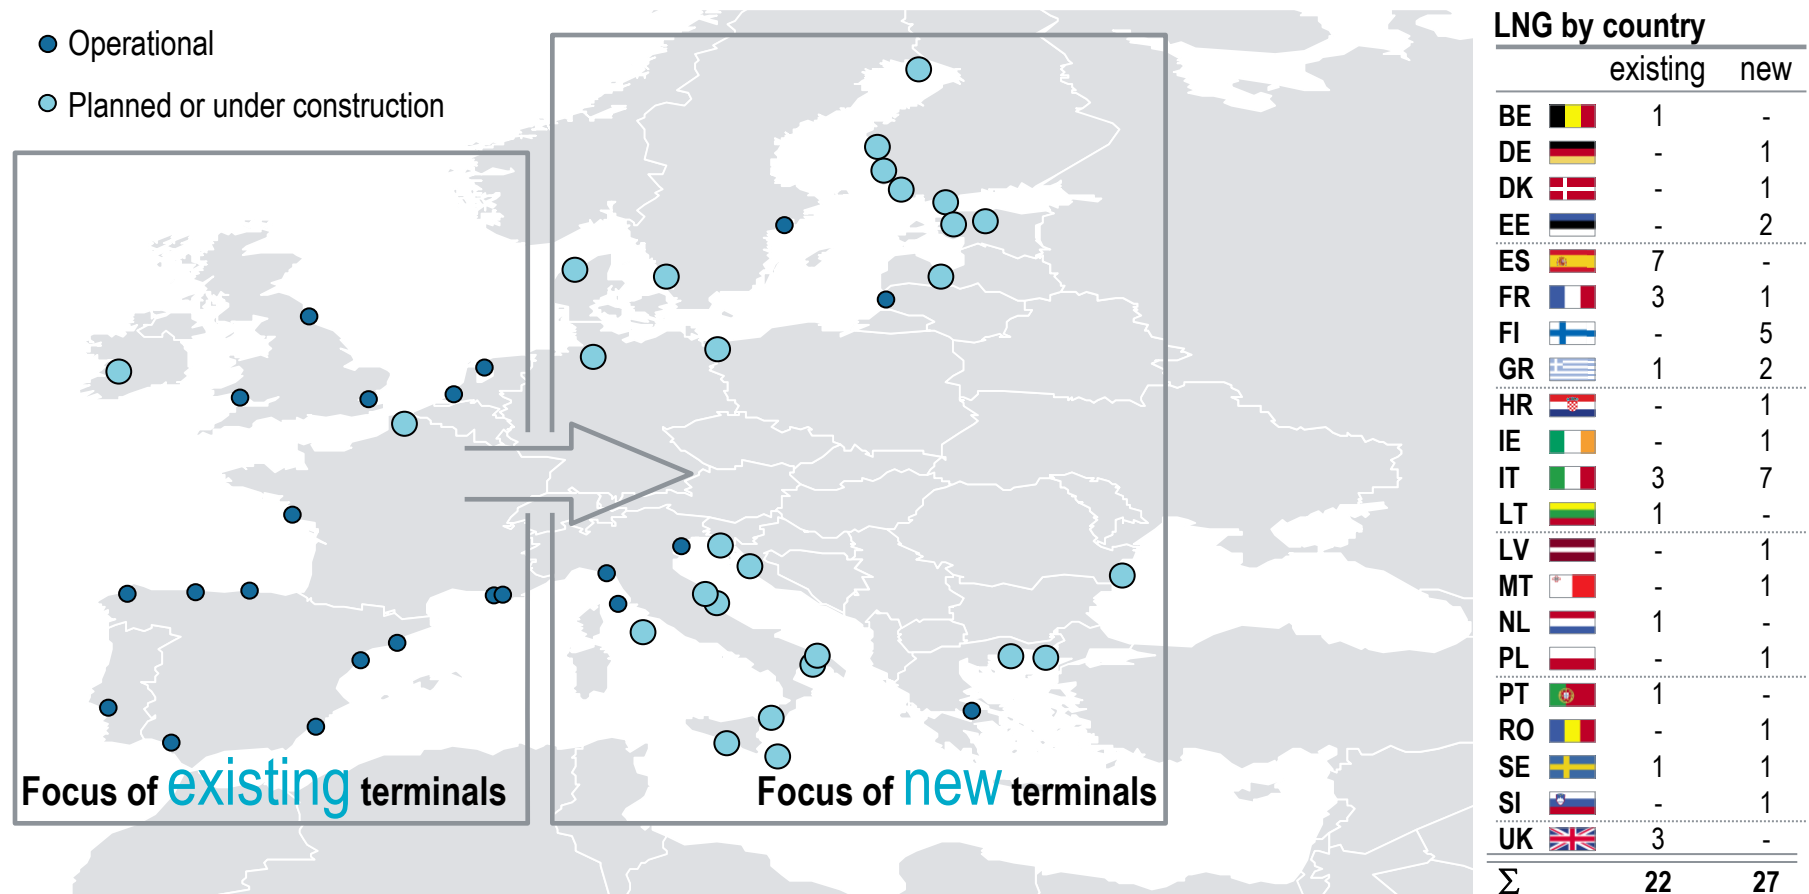 Operational
Planned or under construction
Focus of existing terminals
Focus of new terminals
LNG by country
existing new
BE 1 -
DE - 1
DK - 1
EE - 2
ES 7 -
FR 3 1
FI - 5
GR 1 2
HR - 1
IE - 1
IT 3 7
LT 1 -
LV - 1
MT - 1
NL 1 -
PL - 1
PT 1 -
RO - 1
SE 1 1
SI - 1
UK 3 -
Σ 22 27